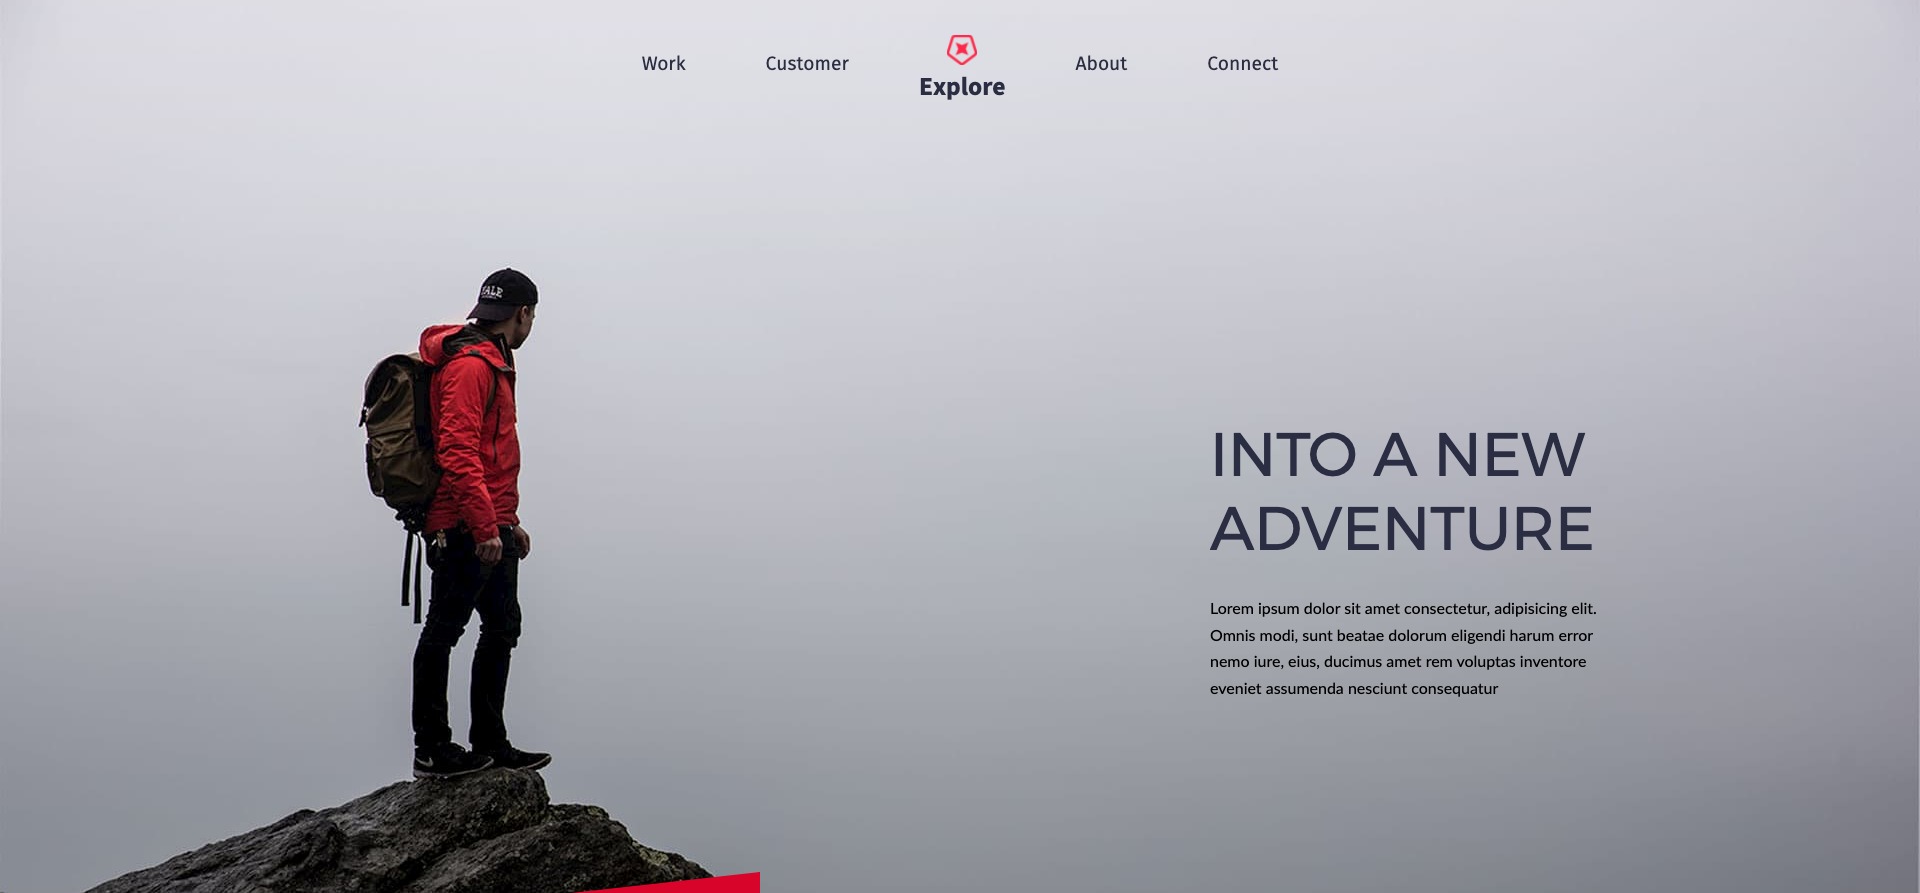 Work Customer Explore About Connect
INTO A NEW
ADVENTURE
Lorem ipsum dolor sit amet consectetur, adipisicing elit.
Omnis modi, sunt beatae dolorum eligendi harum error
nemo iure, eius, ducimus amet rem voluptas inventore
eveniet assumenda nesciunt consequatur